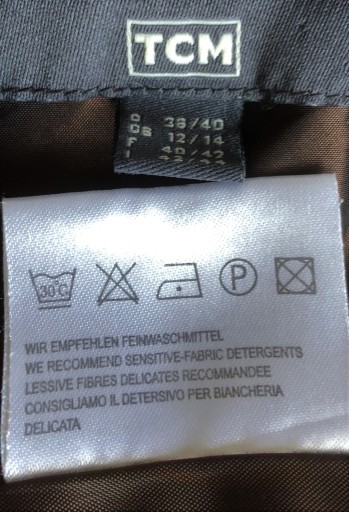 TCM
D 38/40
GB 12/14
F 40/42
I
30°C
P
WIR EMPFEHLEN FEINWASCHMITTEL
WE RECOMMEND SENSITIVE-FABRIC DETERGENTS
LESSIVE FIBRES DELICATES RECOMMANDEE
CONSIGLIAMO IL DETERSIVO PER BIANCHERIA
DELICATA